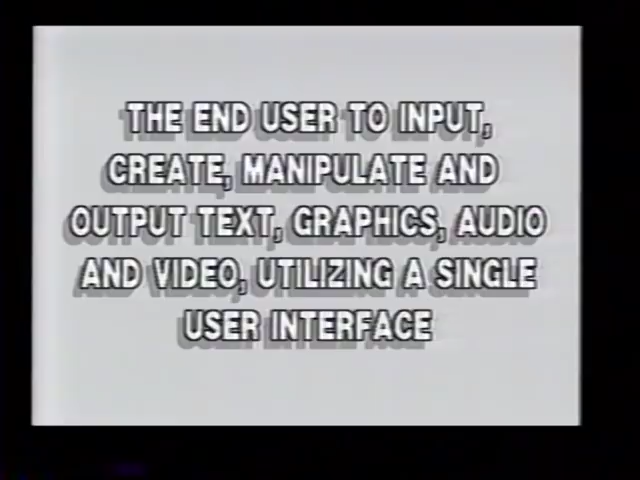 THE END USER TO INPUT,
CREATE, MANIPULATE AND
OUTPUT TEXT, GRAPHICS, AUDIO
AND VIDEO, UTILIZING A SINGLE
USER INTERFACE